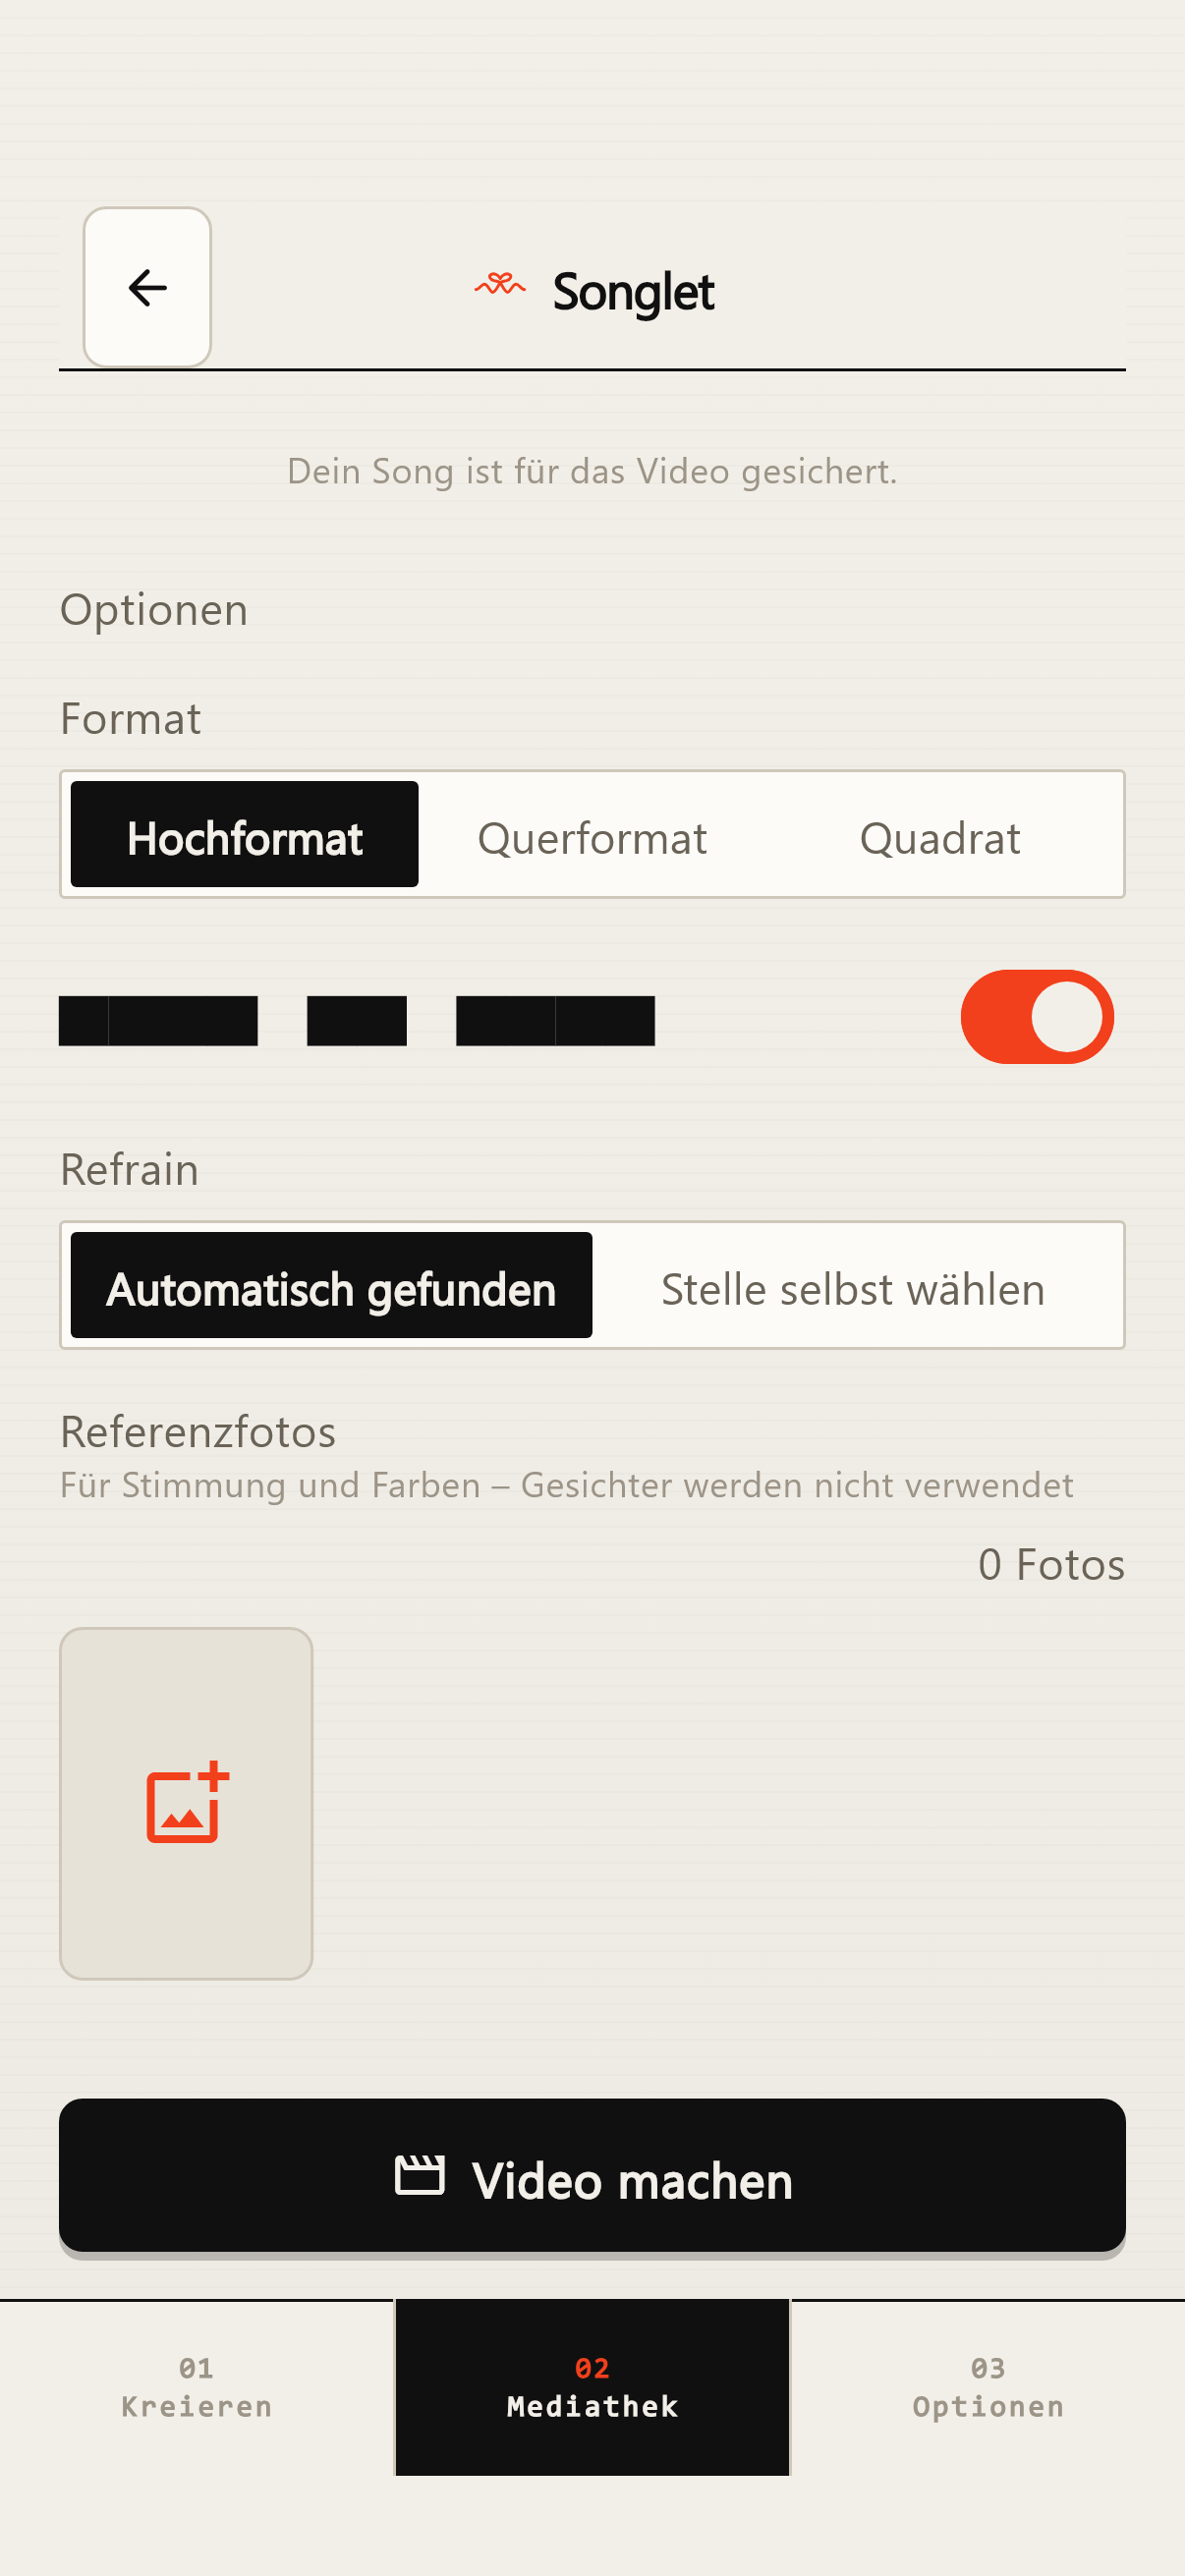 Songlet
Dein Song ist für das Video gesichert.
Optionen
Format
Hochformat Querformat Quadrat
Refrain
Automatisch gefunden Stelle selbst wählen
Referenzfotos
Für Stimmung und Farben – Gesichter werden nicht verwendet
0 Fotos
Video machen
01 02 03
Kreieren Mediathek Optionen